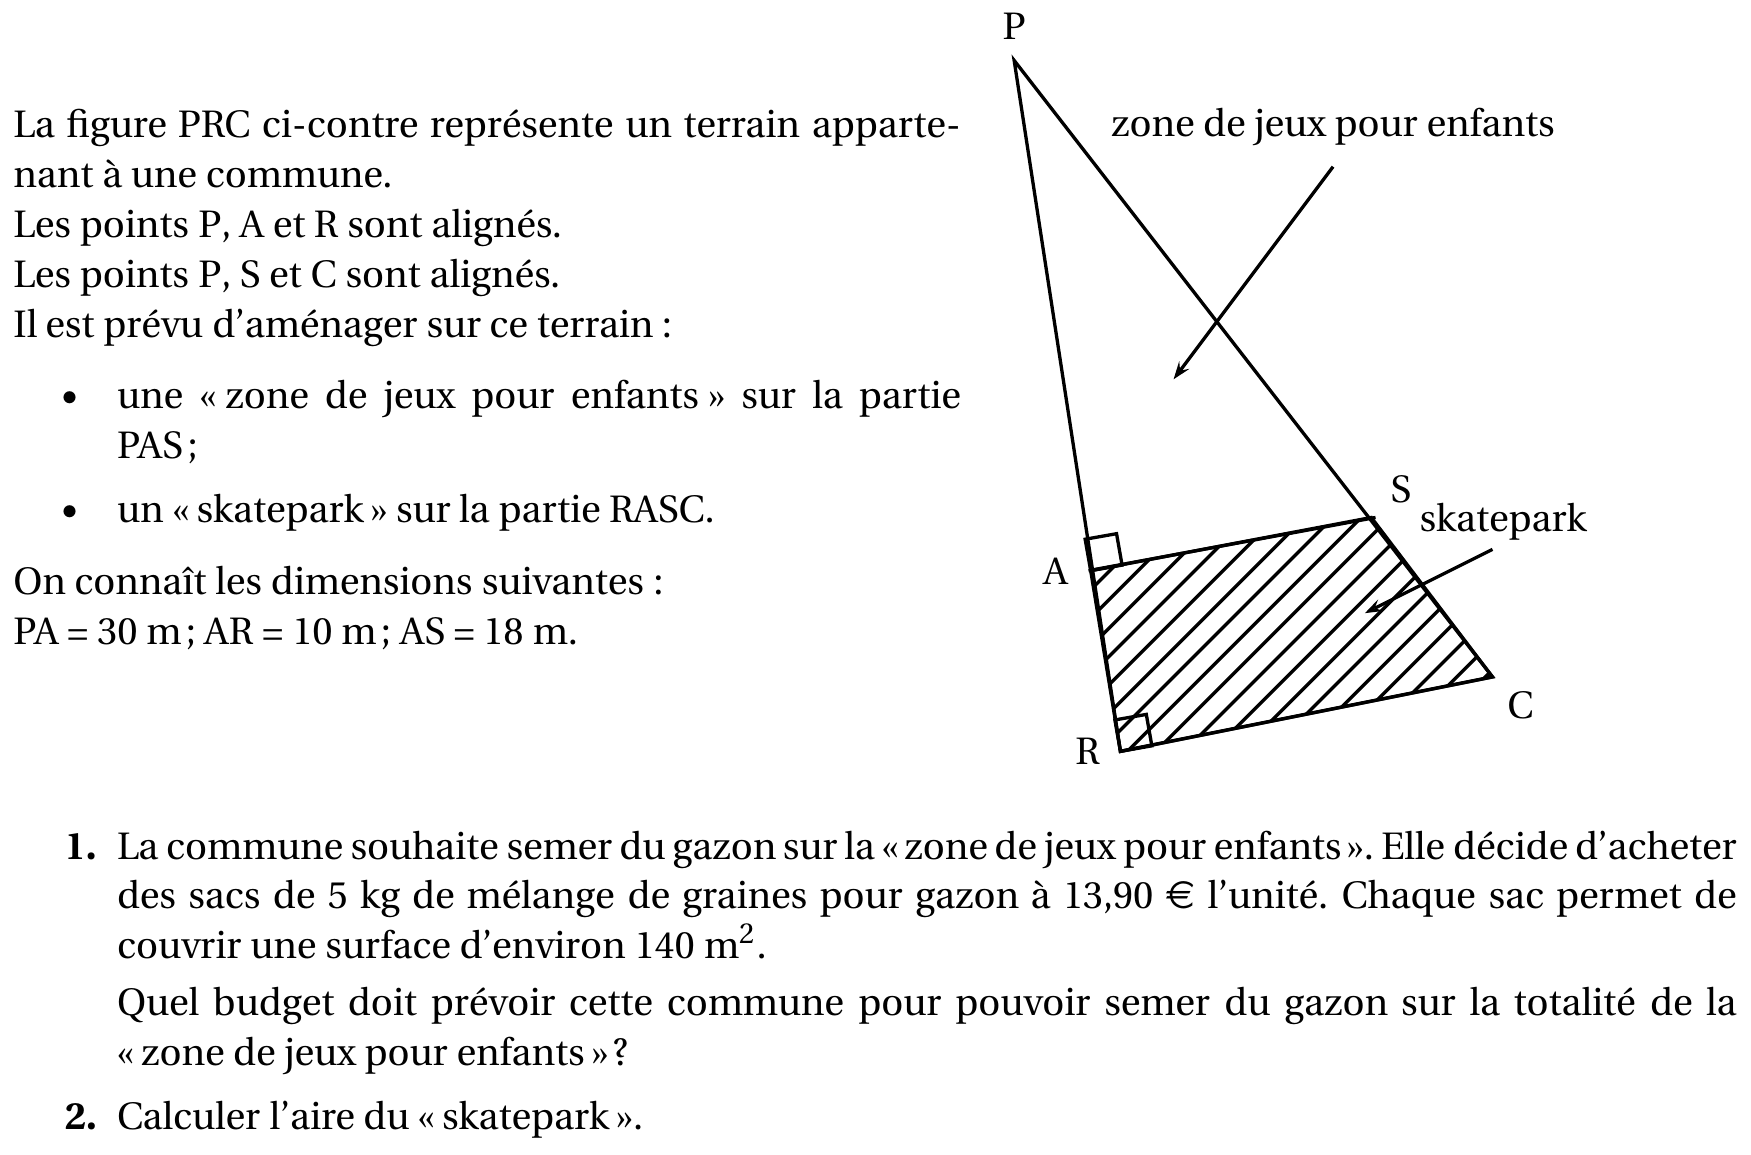 P
zone de jeux pour enfants
La figure PRC ci-contre représente un terrain apparte-
nant à une commune.
Les points P, A et R sont alignés.
Les points P, S et C sont alignés.
Il est prévu d'aménager sur ce terrain :
• une « zone de jeux pour enfants » sur la partie
PAS ;
• un « skatepark » sur la partie RASC.
On connaît les dimensions suivantes :
PA = 30 m ; AR = 10 m ; AS = 18 m.
S
skatepark
A
C
R
1. La commune souhaite semer du gazon sur la « zone de jeux pour enfants ». Elle décide d'acheter
des sacs de 5 kg de mélange de graines pour gazon à 13,90 € l'unité. Chaque sac permet de
couvrir une surface d'environ 140 m².
Quel budget doit prévoir cette commune pour pouvoir semer du gazon sur la totalité de la
« zone de jeux pour enfants » ?
2. Calculer l'aire du « skatepark ».